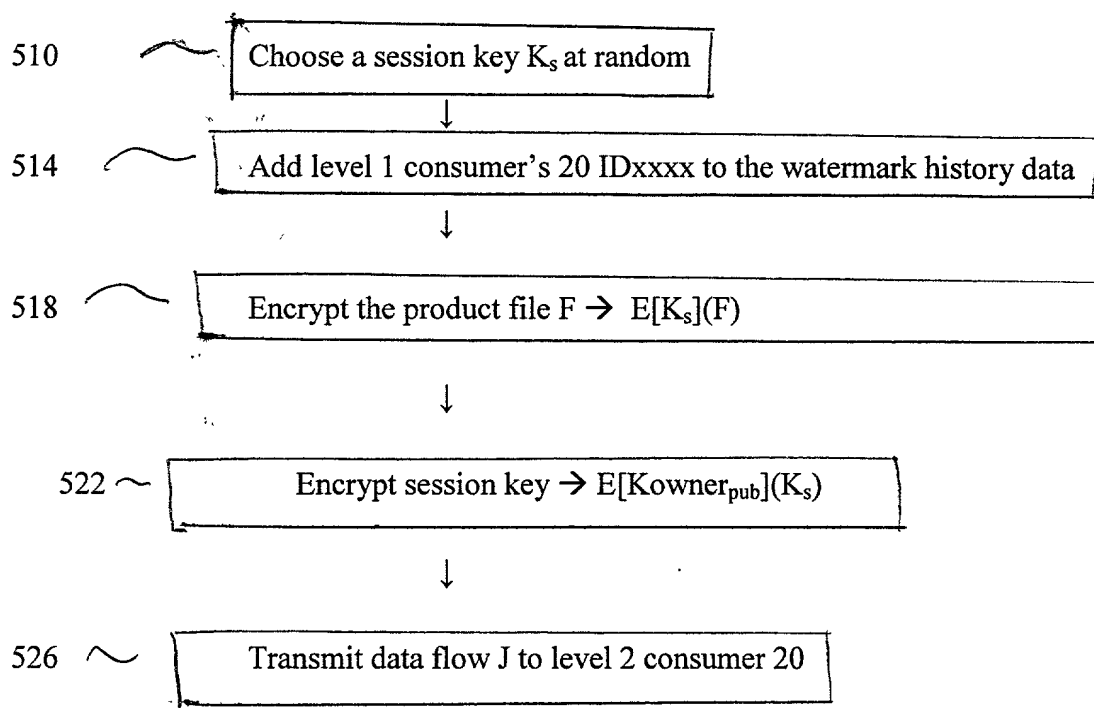 510 Choose a session key Ks at random
↓
514 Add level 1 consumer's 20 IDxxxx to the watermark history data
↓
518 Encrypt the product file F → E[Ks](F)
↓
522 Encrypt session key → E[Kownerpub](Ks)
↓
526 Transmit data flow J to level 2 consumer 20